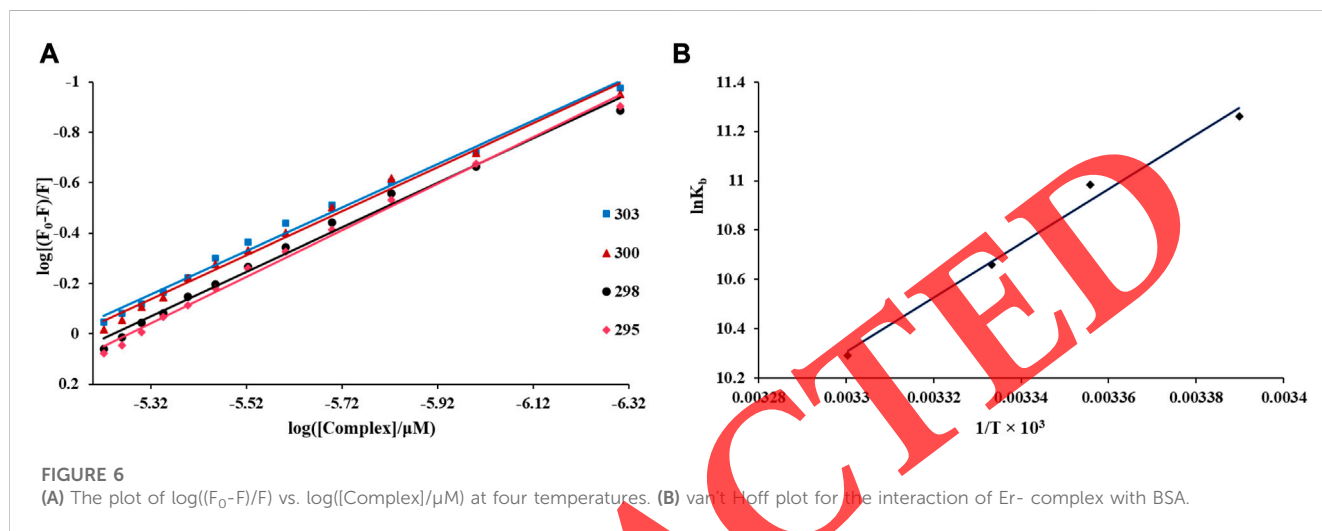 A
B
-1
-0.8
-0.6
-0.4
-0.2
0
0.2
log[(F₀-F)/F]
303
300
298
295
-5.32 -5.52 -5.72 -5.92 -6.12 -6.32
log([Complex]/μM)
11.4
11.2
11
10.8
10.6
10.4
10.2
lnK_b
0.00328 0.0033 0.00332 0.00334 0.00336 0.00338 0.0034
1/T × 10³
ACTED
FIGURE 6
(A) The plot of log((F₀-F)/F) vs. log([Complex]/μM) at four temperatures. (B) van't Hoff plot for the interaction of Er- complex with BSA.